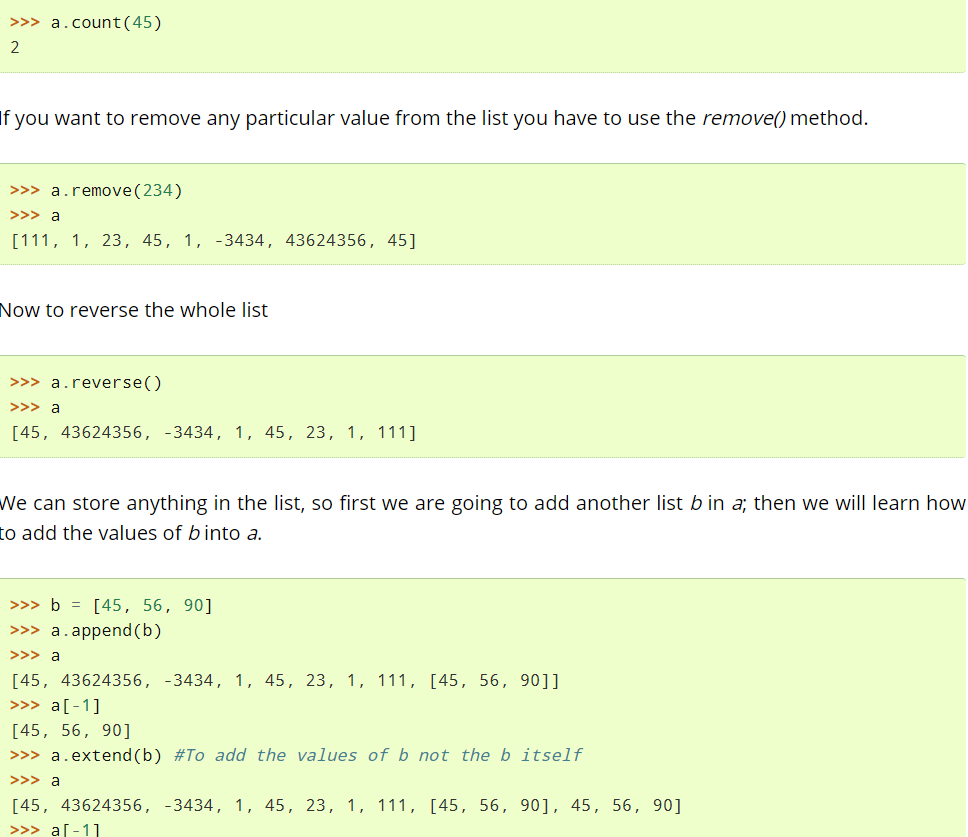 >>> a.count(45)
2
If you want to remove any particular value from the list you have to use the remove() method.
>>> a.remove(234)
>>> a
[111, 1, 23, 45, 1, -3434, 43624356, 45]
Now to reverse the whole list
>>> a.reverse()
>>> a
[45, 43624356, -3434, 1, 45, 23, 1, 111]
We can store anything in the list, so first we are going to add another list b in a; then we will learn how
to add the values of b into a.
>>> b = [45, 56, 90]
>>> a.append(b)
>>> a
[45, 43624356, -3434, 1, 45, 23, 1, 111, [45, 56, 90]]
>>> a[-1]
[45, 56, 90]
>>> a.extend(b) #To add the values of b not the b itself
>>> a
[45, 43624356, -3434, 1, 45, 23, 1, 111, [45, 56, 90], 45, 56, 90]
>>> a[-1]